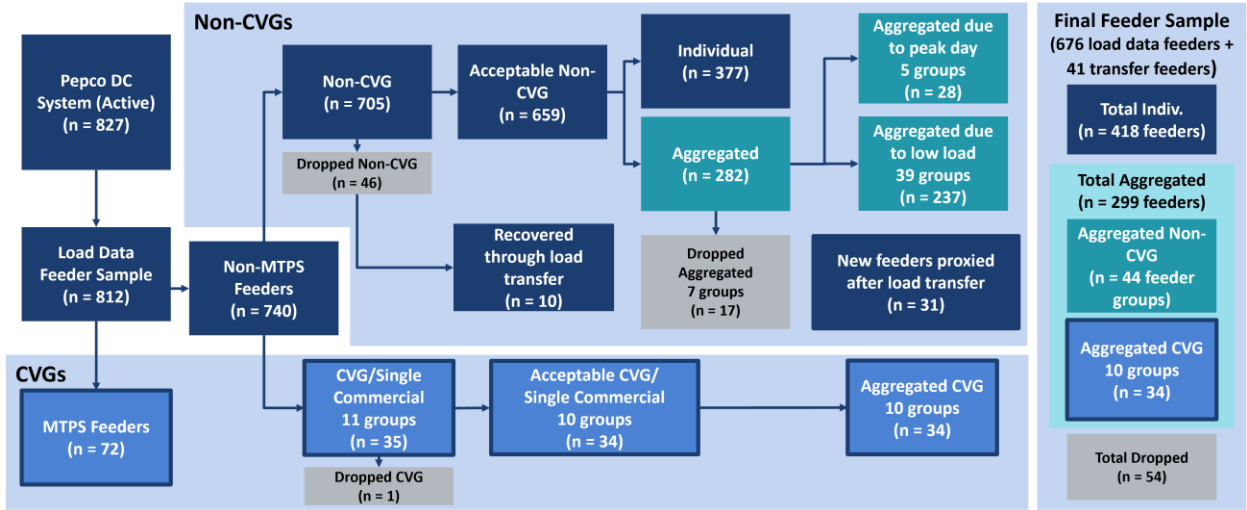 Non-CVGs
Pepco DC
System (Active)
(n = 827)
Load Data
Feeder Sample
(n = 812)
Non-MTPS
Feeders
(n = 740)
Non-CVG
(n = 705)
Dropped Non-CVG
(n = 46)
Acceptable Non-
CVG
(n = 659)
Recovered
through load
transfer
(n = 10)
Individual
(n = 377)
Aggregated
(n = 282)
Dropped
Aggregated
7 groups
(n = 17)
Aggregated due
to peak day
5 groups
(n = 28)
Aggregated due
to low load
39 groups
(n = 237)
New feeders proxied
after load transfer
(n = 31)
CVGs
MTPS Feeders
(n = 72)
CVG/Single
Commercial
11 groups
(n = 35)
Dropped CVG
(n = 1)
Acceptable CVG/
Single Commercial
10 groups
(n = 34)
Aggregated CVG
10 groups
(n = 34)
Final Feeder Sample
(676 load data feeders +
41 transfer feeders)
Total Indiv.
(n = 418 feeders)
Total Aggregated
(n = 299 feeders)
Aggregated Non-
CVG
(n = 44 feeder
groups)
Aggregated CVG
10 groups
(n = 34)
Total Dropped
(n = 54)